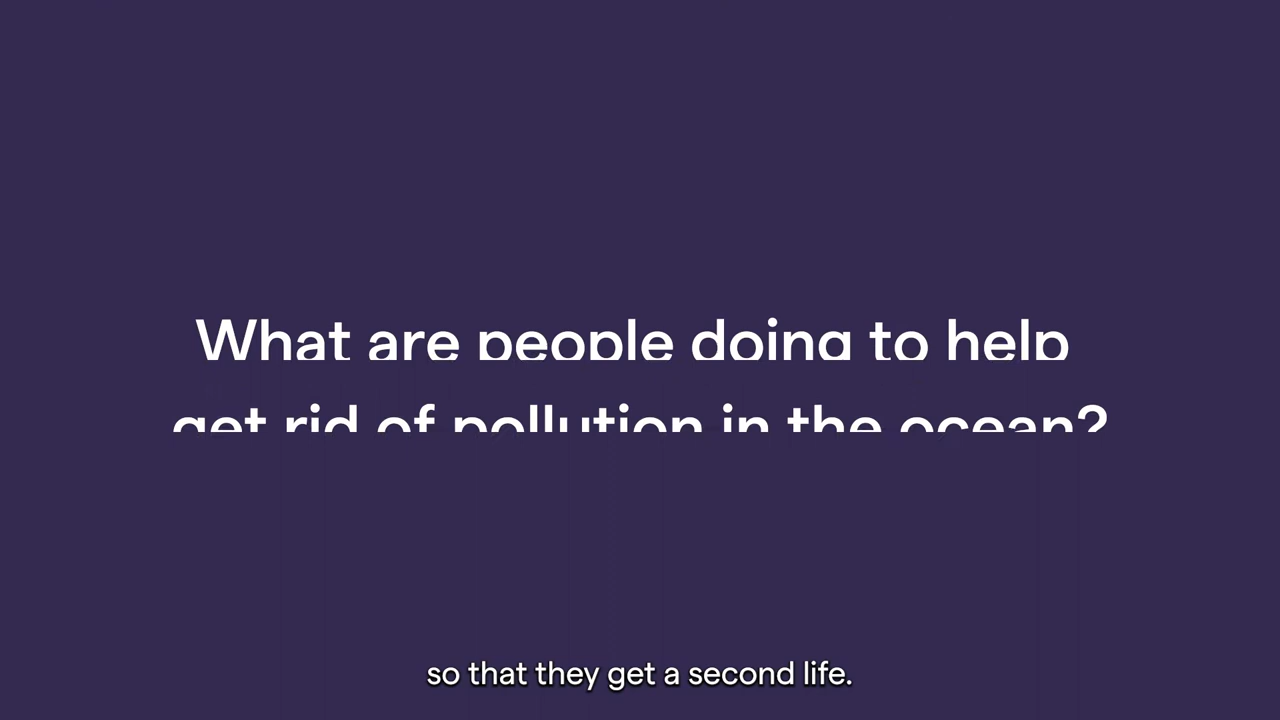 What are people doing to help
get rid of pollution in the ocean?
so that they get a second life.